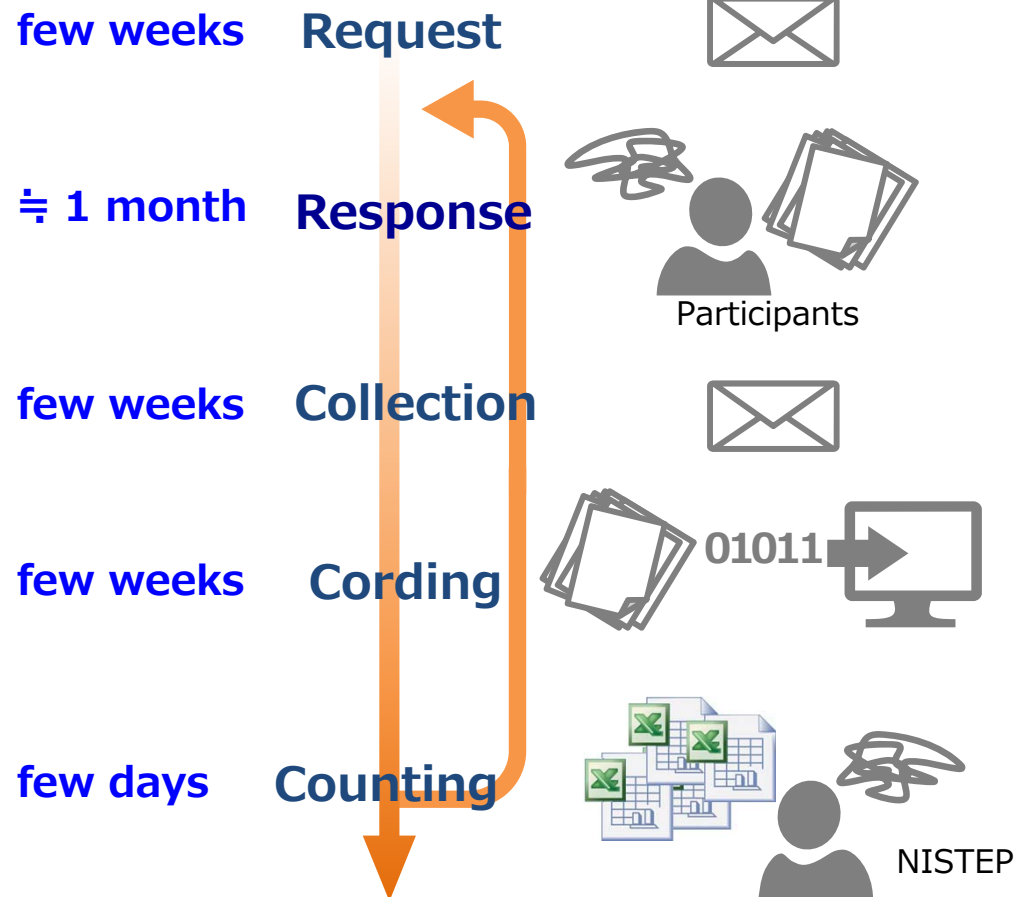 few weeks Request
≒ 1 month Response
Participants
few weeks Collection
few weeks Cording
01011
few days Counting
NISTEP